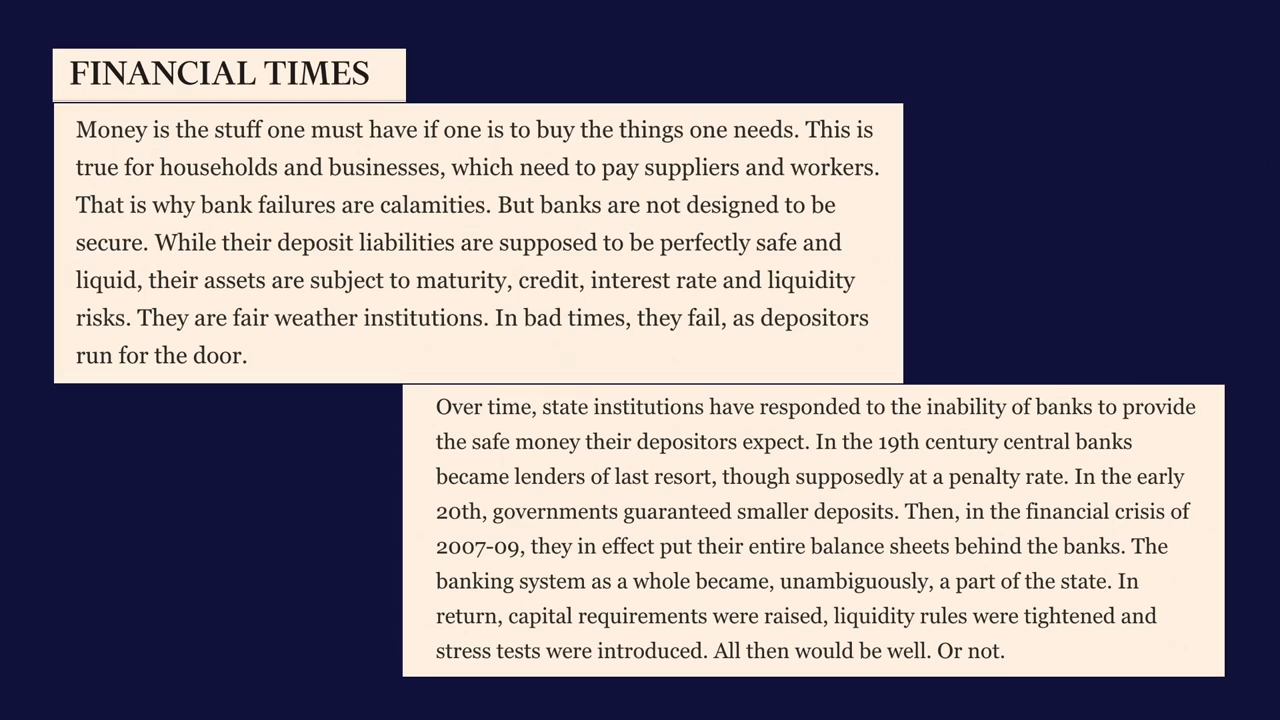 FINANCIAL TIMES
Money is the stuff one must have if one is to buy the things one needs. This is
true for households and businesses, which need to pay suppliers and workers.
That is why bank failures are calamities. But banks are not designed to be
secure. While their deposit liabilities are supposed to be perfectly safe and
liquid, their assets are subject to maturity, credit, interest rate and liquidity
risks. They are fair weather institutions. In bad times, they fail, as depositors
run for the door.
Over time, state institutions have responded to the inability of banks to provide
the safe money their depositors expect. In the 19th century central banks
became lenders of last resort, though supposedly at a penalty rate. In the early
20th, governments guaranteed smaller deposits. Then, in the financial crisis of
2007-09, they in effect put their entire balance sheets behind the banks. The
banking system as a whole became, unambiguously, a part of the state. In
return, capital requirements were raised, liquidity rules were tightened and
stress tests were introduced. All then would be well. Or not.